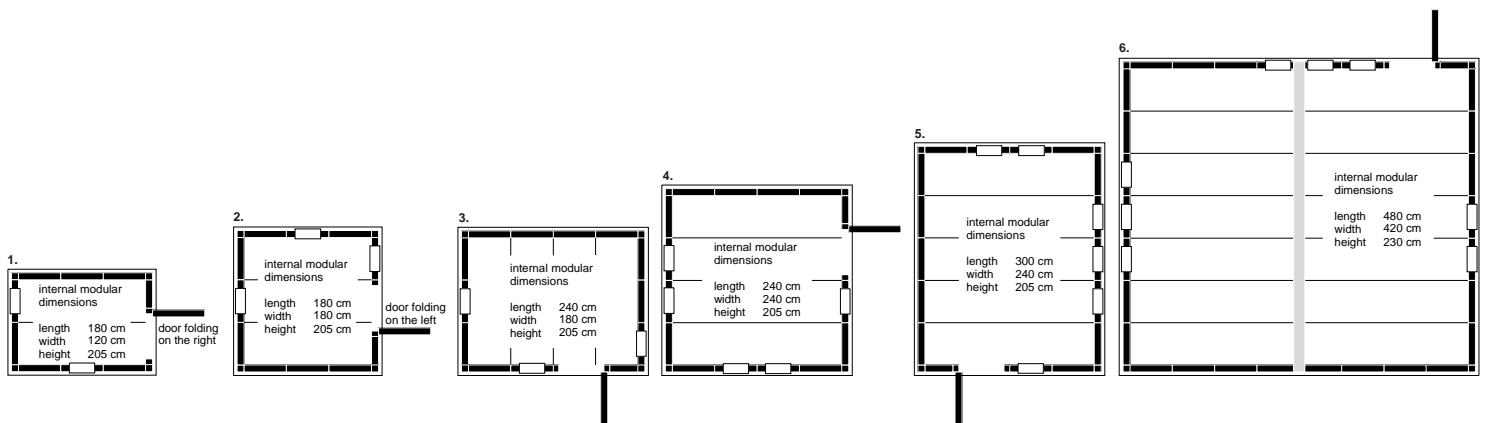 1.
internal modular
dimensions
length 180 cm
width 120 cm
height 205 cm
door folding
on the right
2.
internal modular
dimensions
length 180 cm
width 180 cm
height 205 cm
door folding
on the left
3.
internal modular
dimensions
length 240 cm
width 180 cm
height 205 cm
4.
internal modular
dimensions
length 240 cm
width 240 cm
height 205 cm
5.
internal modular
dimensions
length 300 cm
width 240 cm
height 205 cm
6.
internal modular
dimensions
length 480 cm
width 420 cm
height 230 cm